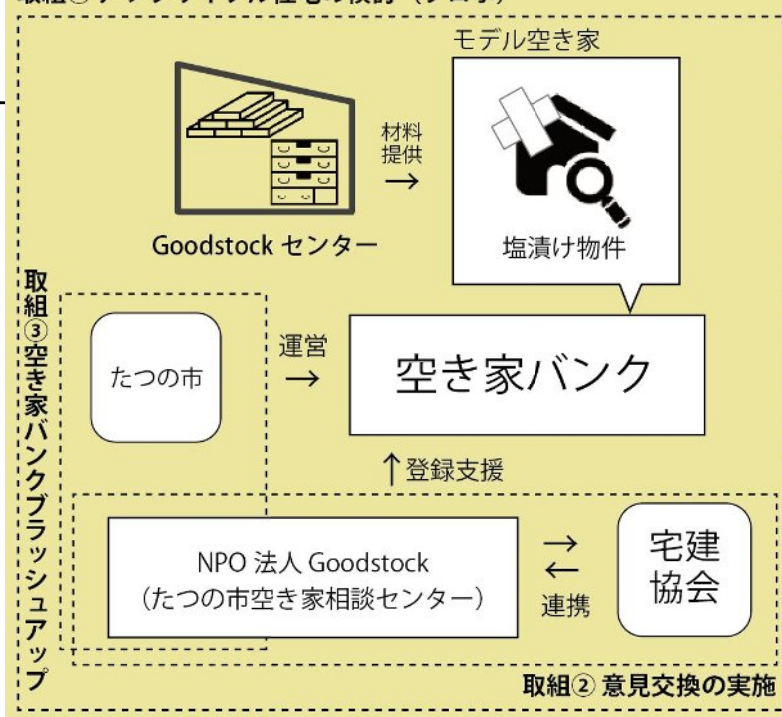 モデル空き家
材料
提供
→
Goodstock センター
塩漬け物件
取組③空き家バンクブラッシュアップ
たつの市
運営
→
空き家バンク
↑登録支援
NPO 法人 Goodstock
（たつの市空き家相談センター）
→
←
連携
宅建
協会
取組② 意見交換の実施